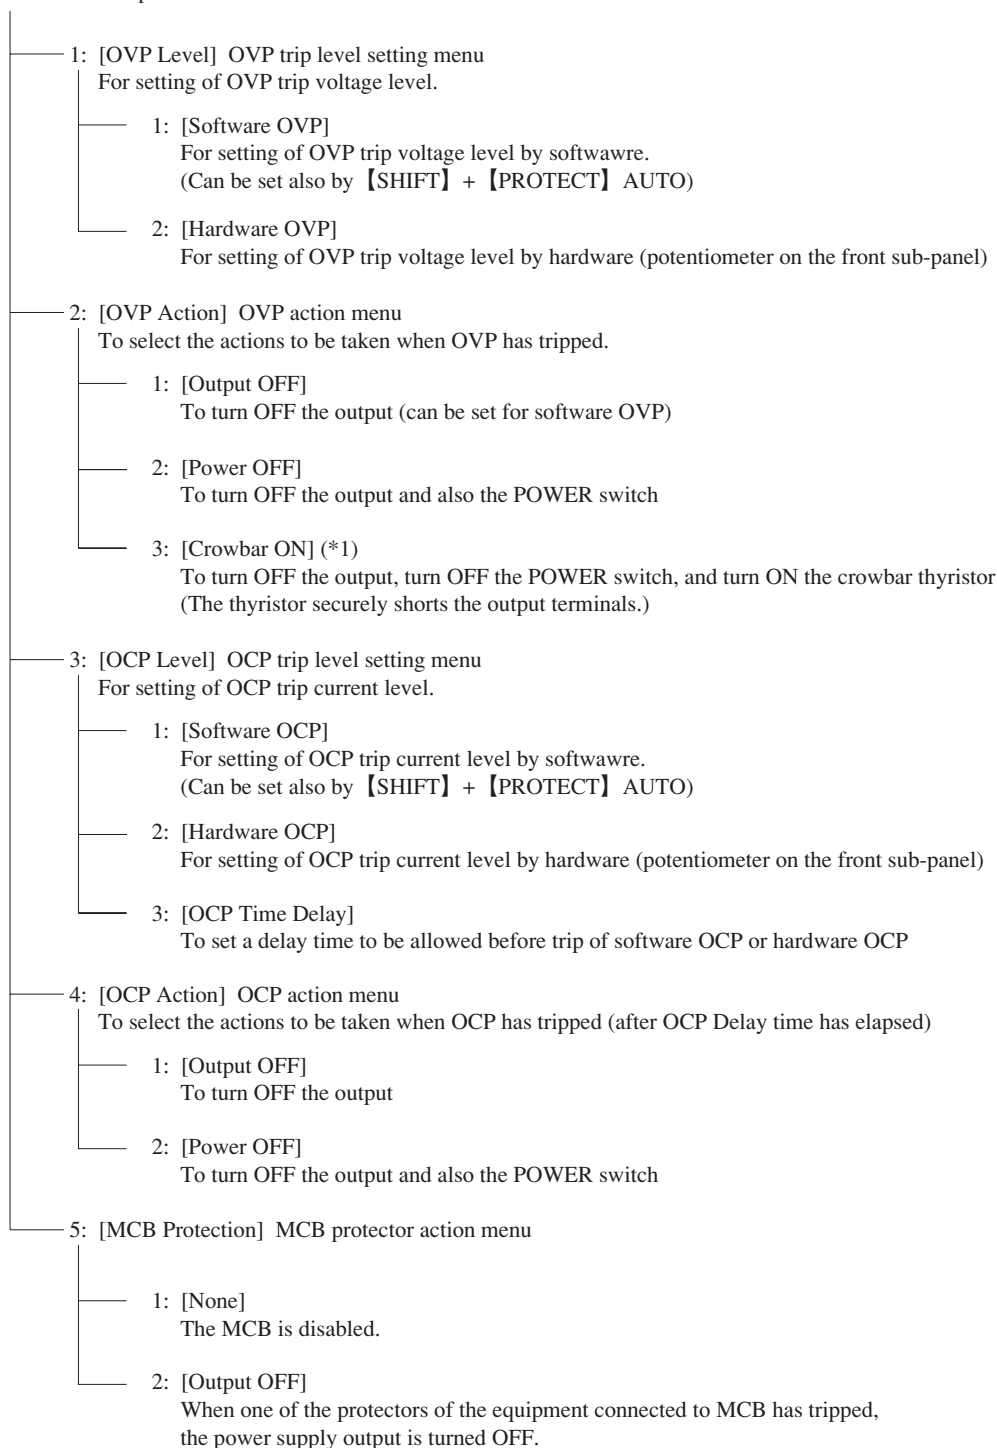 1: [OVP Level] OVP trip level setting menu
For setting of OVP trip voltage level.
1: [Software OVP]
For setting of OVP trip voltage level by softwawre.
(Can be set also by 【SHIFT】 + 【PROTECT】 AUTO)
2: [Hardware OVP]
For setting of OVP trip voltage level by hardware (potentiometer on the front sub-panel)
2: [OVP Action] OVP action menu
To select the actions to be taken when OVP has tripped.
1: [Output OFF]
To turn OFF the output (can be set for software OVP)
2: [Power OFF]
To turn OFF the output and also the POWER switch
3: [Crowbar ON] (*1)
To turn OFF the output, turn OFF the POWER switch, and turn ON the crowbar thyristor
(The thyristor securely shorts the output terminals.)
3: [OCP Level] OCP trip level setting menu
For setting of OCP trip current level.
1: [Software OCP]
For setting of OCP trip current level by softwawre.
(Can be set also by 【SHIFT】 + 【PROTECT】 AUTO)
2: [Hardware OCP]
For setting of OCP trip current level by hardware (potentiometer on the front sub-panel)
3: [OCP Time Delay]
To set a delay time to be allowed before trip of software OCP or hardware OCP
4: [OCP Action] OCP action menu
To select the actions to be taken when OCP has tripped (after OCP Delay time has elapsed)
1: [Output OFF]
To turn OFF the output
2: [Power OFF]
To turn OFF the output and also the POWER switch
5: [MCB Protection] MCB protector action menu
1: [None]
The MCB is disabled.
2: [Output OFF]
When one of the protectors of the equipment connected to MCB has tripped,
the power supply output is turned OFF.